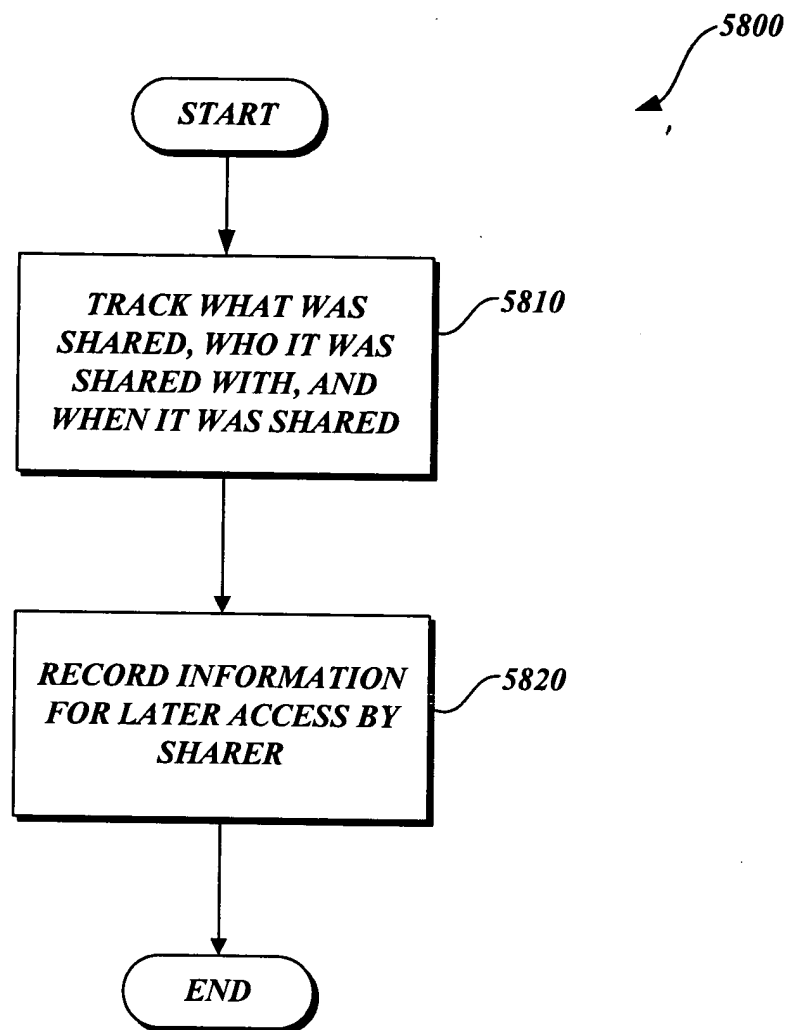 5800
START
TRACK WHAT WAS
SHARED, WHO IT WAS
SHARED WITH, AND
WHEN IT WAS SHARED
5810
RECORD INFORMATION
FOR LATER ACCESS BY
SHARER
5820
END